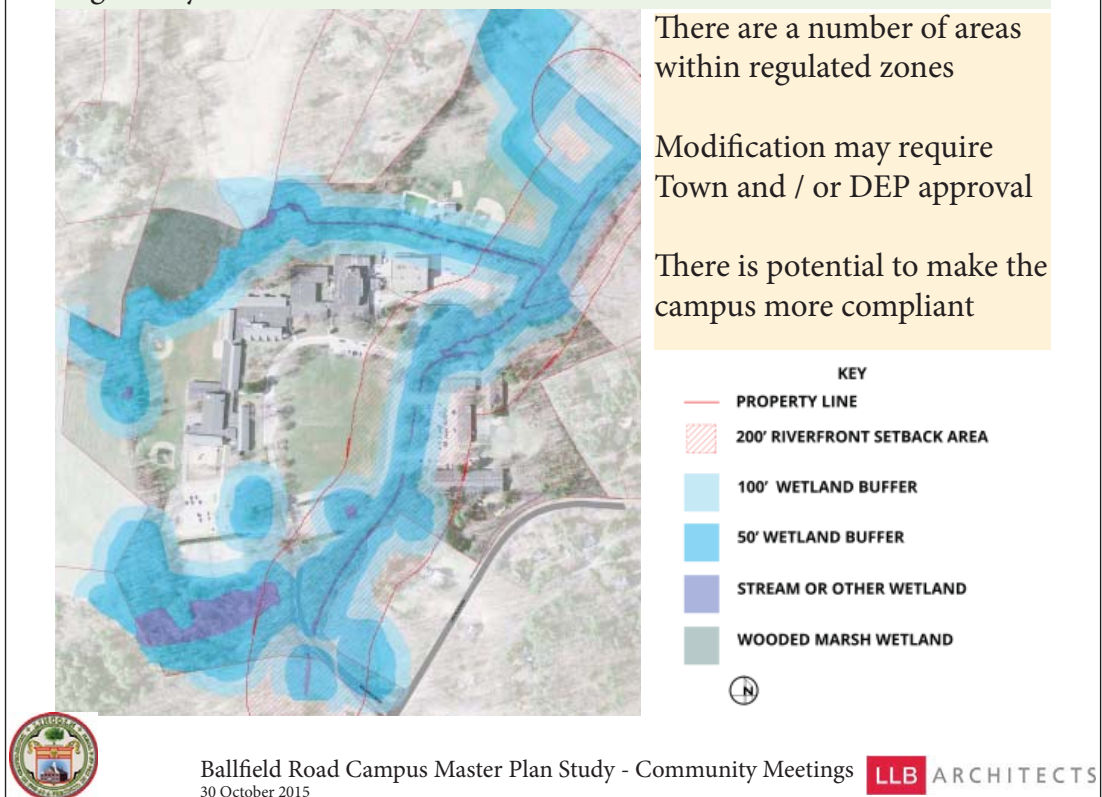 There are a number of areas
within regulated zones
Modification may require
Town and / or DEP approval
There is potential to make the
campus more compliant
KEY
PROPERTY LINE
200' RIVERFRONT SETBACK AREA
100' WETLAND BUFFER
50' WETLAND BUFFER
STREAM OR OTHER WETLAND
WOODED MARSH WETLAND
N
Ballfield Road Campus Master Plan Study - Community Meetings
30 October 2015
LLB ARCHITECTS